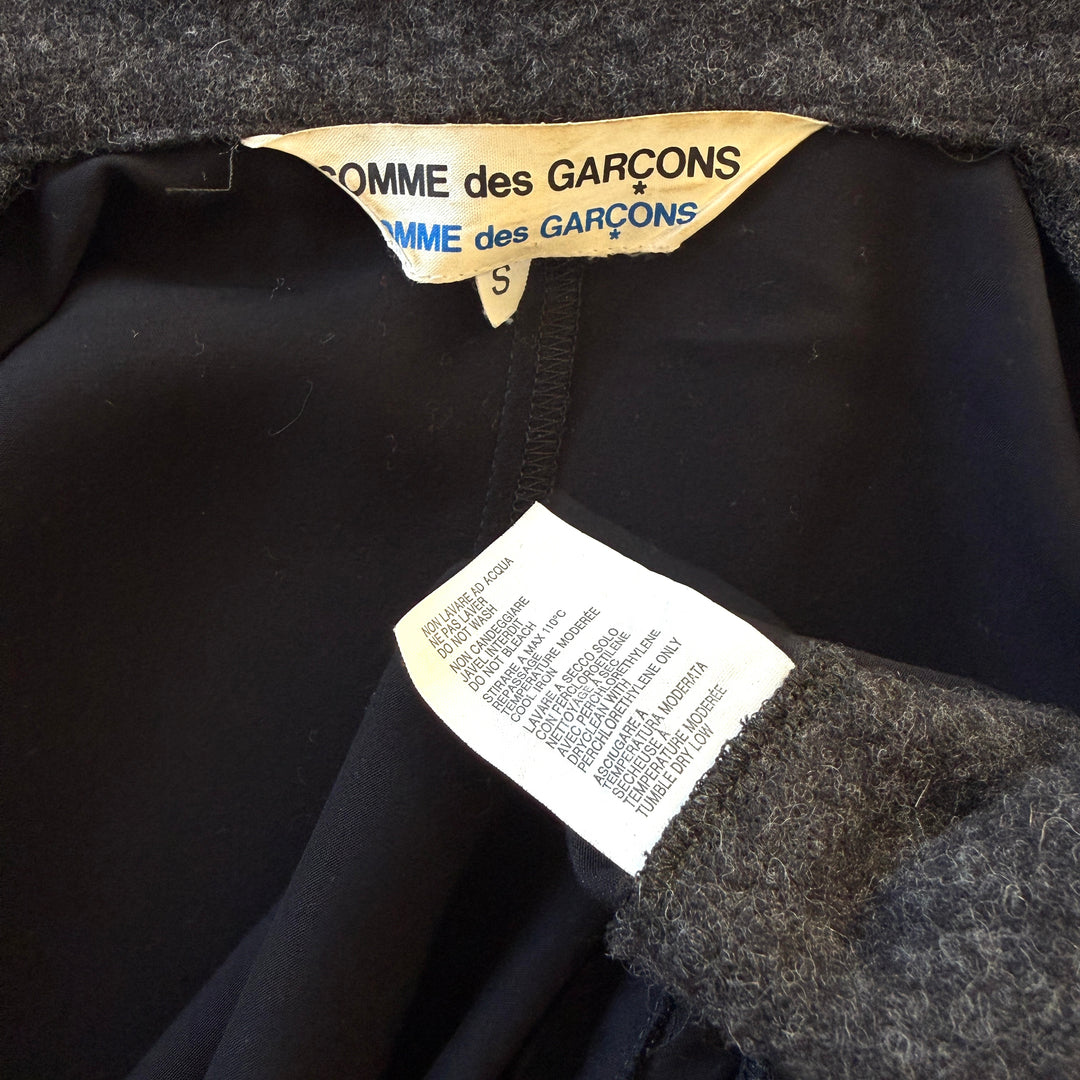 COMME des GARÇONS
*
OMME des GARÇONS
*
S
NON LAVARE AD ACQUA
NE PAS LAVER
DO NOT WASH
NON CANDEGGIARE
JAVEL INTERDIT
DO NOT BLEACH
STIRARE A MAX 110°C
REPASSAGE
TEMPERATURE MODERÉE
COOL IRON
LAVARE A SECCO SOLO
CON PERCLOROETILENE
NETTOYAGE A SEC
AVEC PERCHLORETHYLENE
DRYCLEAN WITH
PERCHLORETHYLENE ONLY
ASCIUGARE A
TEMPERATURA MODERATA
SECHEUSE À
TEMPERATURE MODERÉE
TUMBLE DRY LOW